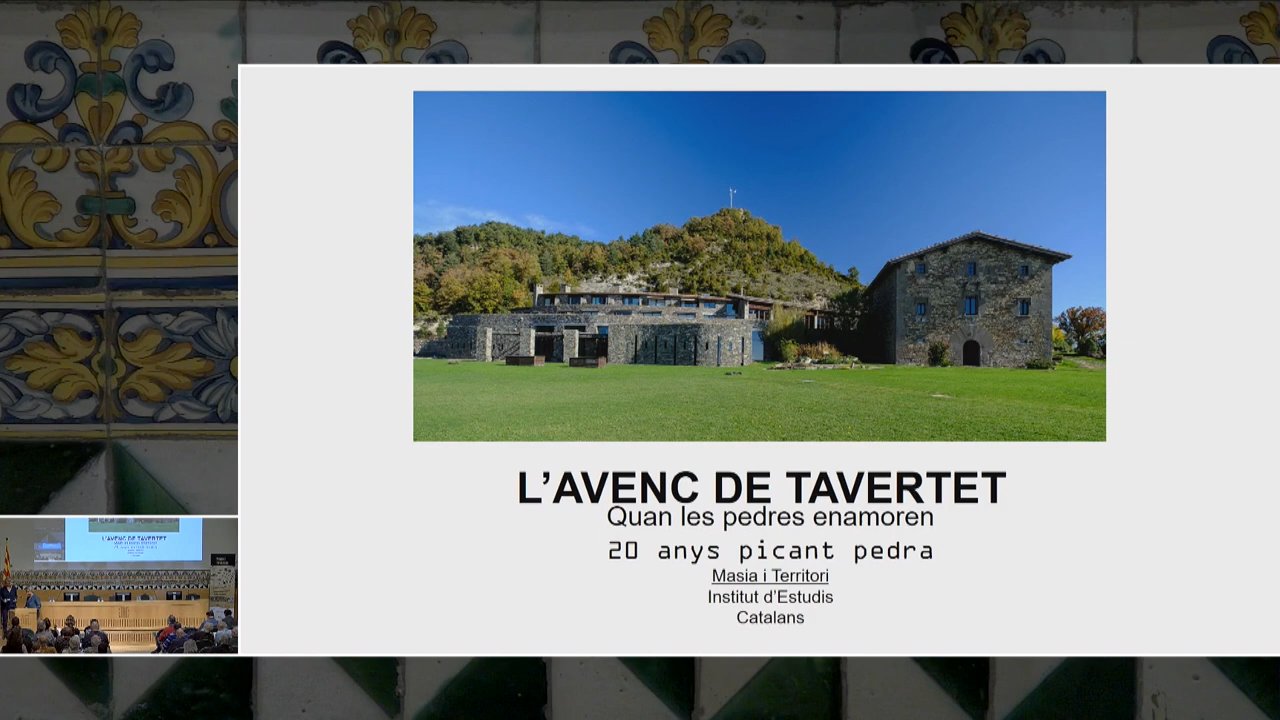 L'AVENC DE TAVERTET
Quan les pedres enamoren
20 anys picant pedra
Masia i Territori
Institut d'Estudis
Catalans